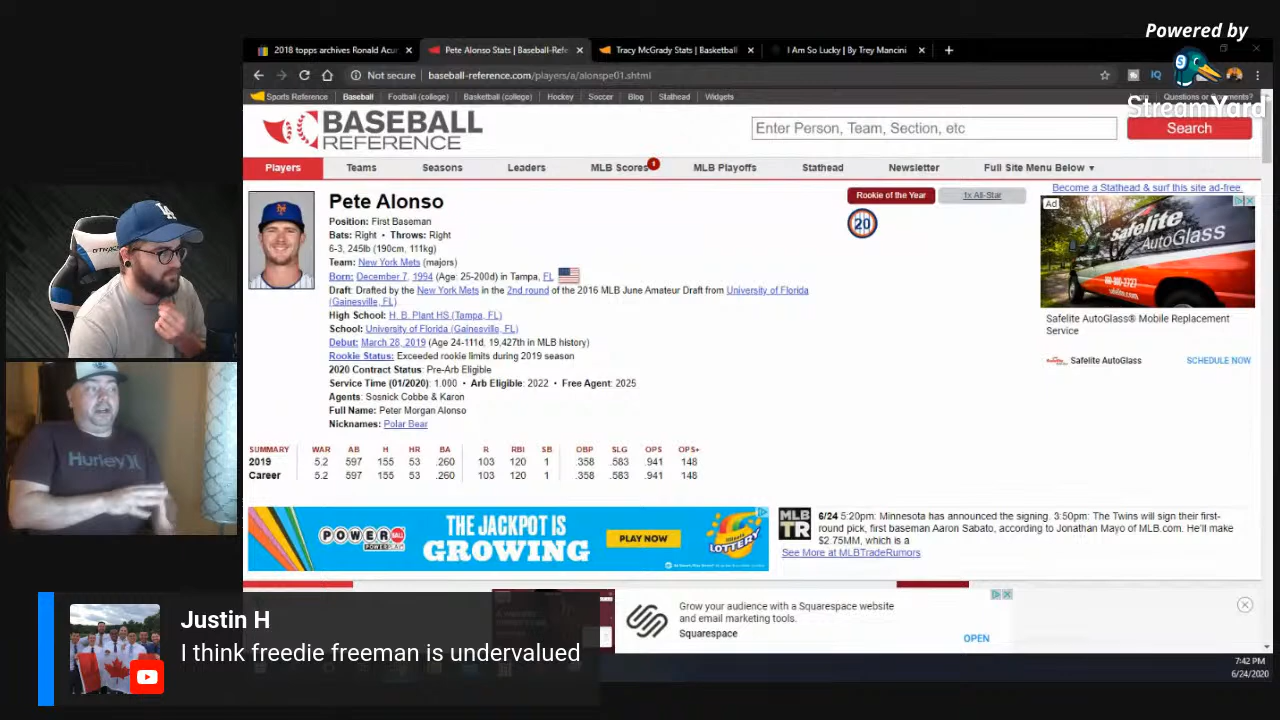 Powered by
StreamYard
2018 topps archives Ronald Acu
Pete Alonso Stats | Baseball-Refe
Tracy McGrady Stats | Basketball
I Am So Lucky | By Trey Mancini
Not secure
baseball-reference.com/players/a/alonspe01.shtml
IQ
Sports Reference
Baseball
Football (college)
Basketball (college)
Hockey
Soccer
Blog
Stathead
Widgets
Questions or Comments?
BASEBALL
REFERENCE
Enter Person, Team, Section, etc
Search
Players
Teams
Seasons
Leaders
MLB Scores
MLB Playoffs
Stathead
Newsletter
Full Site Menu Below ▼
Become a Stathead & surf this site ad-free.
Pete Alonso
Position: First Baseman
Bats: Right • Throws: Right
6-3, 245lb (190cm, 111kg)
Team: New York Mets (majors)
Born: December 7, 1994 (Age: 25-200d) in Tampa, FL
Draft: Drafted by the New York Mets in the 2nd round of the 2016 MLB June Amateur Draft from University of Florida
(Gainesville, FL)
High School: H. B. Plant HS (Tampa, FL)
School: University of Florida (Gainesville, FL)
Debut: March 28, 2019 (Age 24-111d, 19,427th in MLB history)
Rookie Status: Exceeded rookie limits during 2019 season
2020 Contract Status: Pre-Arb Eligible
Service Time (01/2020): 1.000 • Arb Eligible: 2022 • Free Agent: 2025
Agents: Sosnick Cobbe & Karon
Full Name: Peter Morgan Alonso
Nicknames: Polar Bear
Rookie of the Year
1x All-Star
20
Ad
Safelite
AutoGlass
Safelite AutoGlass® Mobile Replacement
Service
Safelite AutoGlass
SCHEDULE NOW
SUMMARY WAR AB H HR BA R RBI SB OBP SLG OPS OPS+
2019 5.2 597 155 53 .260 103 120 1 .358 .583 .941 148
Career 5.2 597 155 53 .260 103 120 1 .358 .583 .941 148
POWERBALL
THE JACKPOT IS
GROWING
PLAY NOW
LOTTERY
MLB
TR
6/24 5:20pm: Minnesota has announced the signing. 3:50pm: The Twins will sign their first-
round pick, first baseman Aaron Sabato, according to Jonathan Mayo of MLB.com. He'll make
$2.75MM, which is a
See More at MLBTradeRumors
Grow your audience with a Squarespace website
and email marketing tools.
Squarespace
OPEN
Hurley
Justin H
I think freedie freeman is undervalued
7:42 PM
6/24/2020